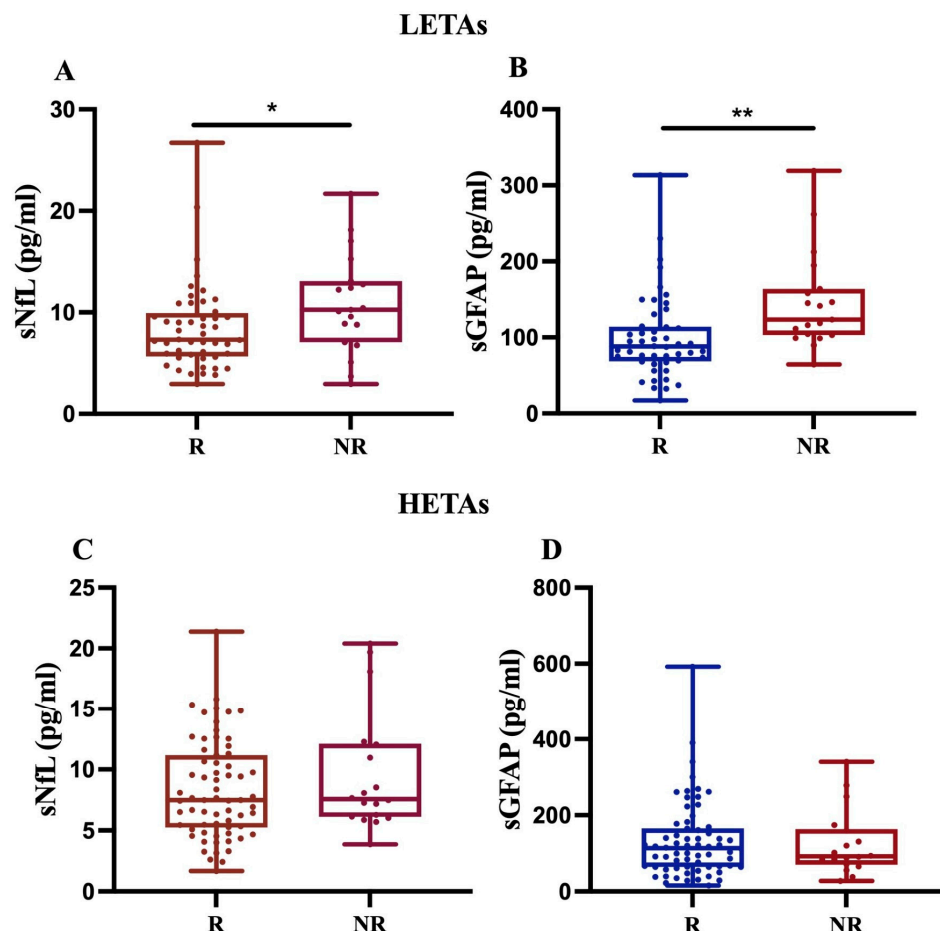 LETAs
A
B
sNfL (pg/ml)
30
20
10
0
*
R
NR
sGFAP (pg/ml)
400
300
200
100
0
**
R
NR
HETAs
C
D
sNfL (pg/ml)
25
20
15
10
5
0
R
NR
sGFAP (pg/ml)
800
600
400
200
0
R
NR